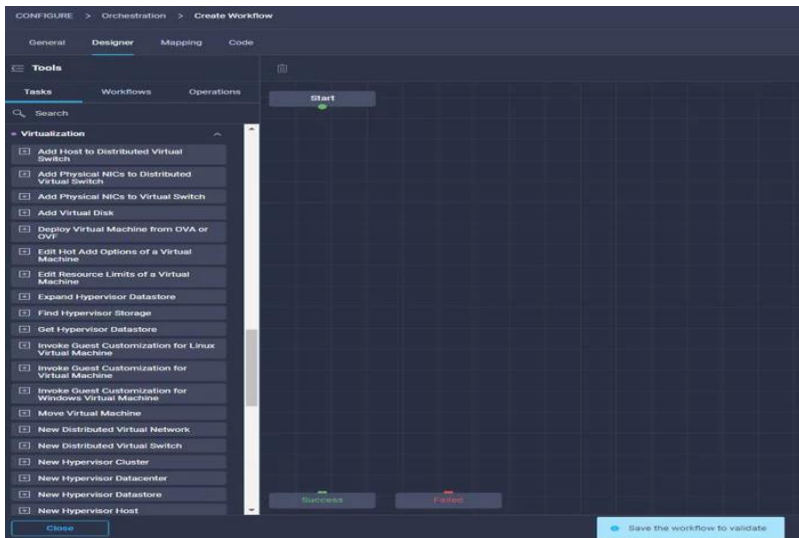 CONFIGURE > Orchestration > Create Workflow
General Designer Mapping Code
Tools
Tasks Workflows Operations
Search
Virtualization
Add Host to Distributed Virtual
Switch
Add Physical NICs to Distributed
Virtual Switch
Add Physical NICs to Virtual Switch
Add Virtual Disk
Deploy Virtual Machine from OVA or
OVF
Edit Hot Add Options of a Virtual
Machine
Edit Resource Limits of a Virtual
Machine
Expand Hypervisor Datastore
Find Hypervisor Storage
Get Hypervisor Datastore
Invoke Guest Customization for Linux
Virtual Machine
Invoke Guest Customization for
Virtual Machine
Invoke Guest Customization for
Windows Virtual Machine
Move Virtual Machine
New Distributed Virtual Network
New Distributed Virtual Switch
New Hypervisor Cluster
New Hypervisor Datacenter
New Hypervisor Datastore
New Hypervisor Host
Close
Start
Success
Failed
Save the workflow to validate